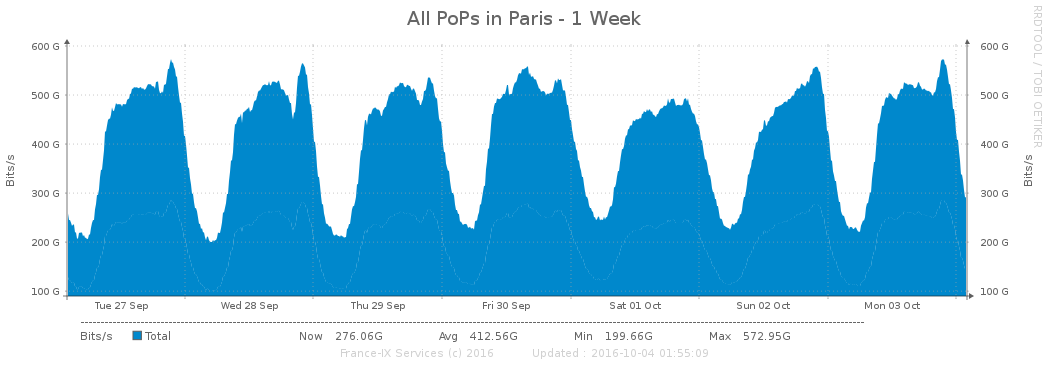 All PoPs in Paris - 1 Week
RRDTOOL / TOBI OETIKER
600 G 600 G
500 G 500 G
400 G 400 G
300 G 300 G
200 G 200 G
100 G 100 G
Bits/s
Bits/s
Tue 27 Sep Wed 28 Sep Thu 29 Sep Fri 30 Sep Sat 01 Oct Sun 02 Oct Mon 03 Oct
Bits/s Total Now 276.06G Avg 412.56G Min 199.66G Max 572.95G
France-IX Services (c) 2016 Updated : 2016-10-04 01:55:09